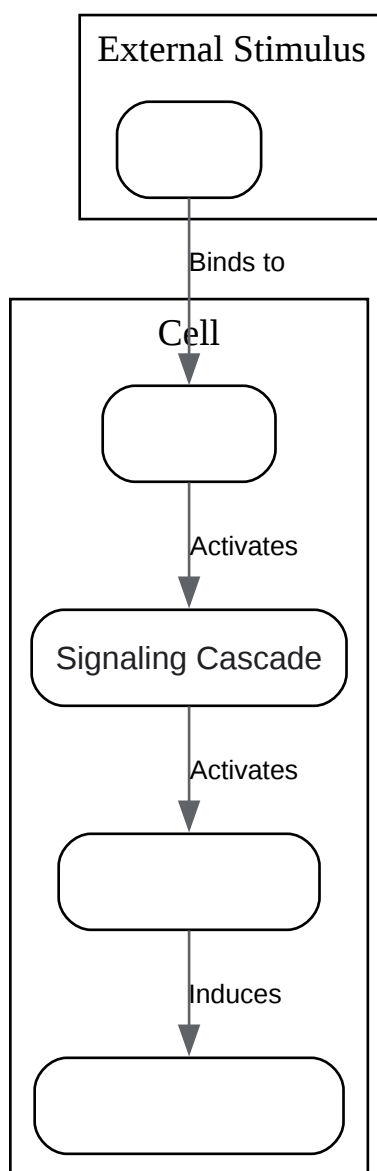 External Stimulus
Binds to
Cell
Activates
Signaling Cascade
Activates
Induces